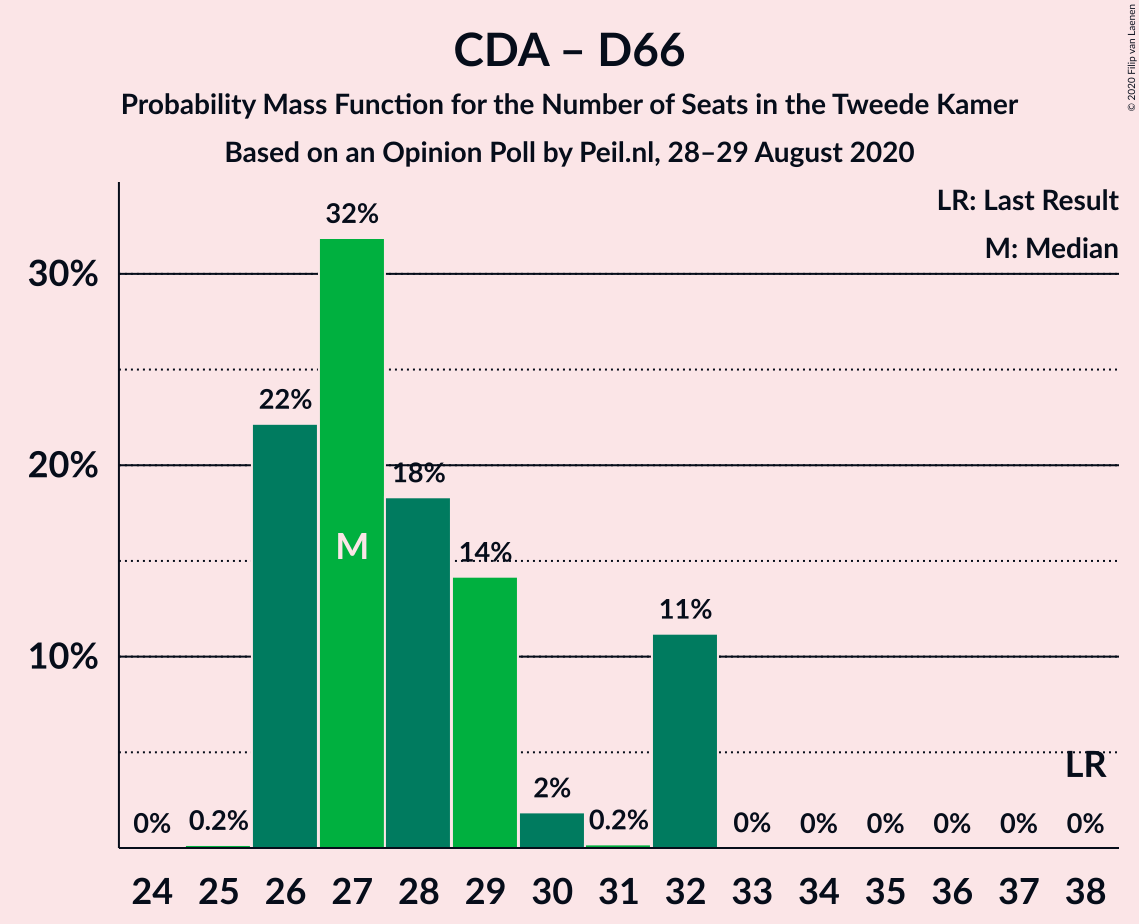 CDA – D66
Probability Mass Function for the Number of Seats in the Tweede Kamer
Based on an Opinion Poll by Peil.nl, 28–29 August 2020
© 2020 Filip van Laenen
LR: Last Result
M: Median
32%
30%
22%
20%
18%
M
14%
11%
10%
LR
2%
0% 0.2% 0.2% 0% 0% 0% 0% 0% 0%
24 25 26 27 28 29 30 31 32 33 34 35 36 37 38